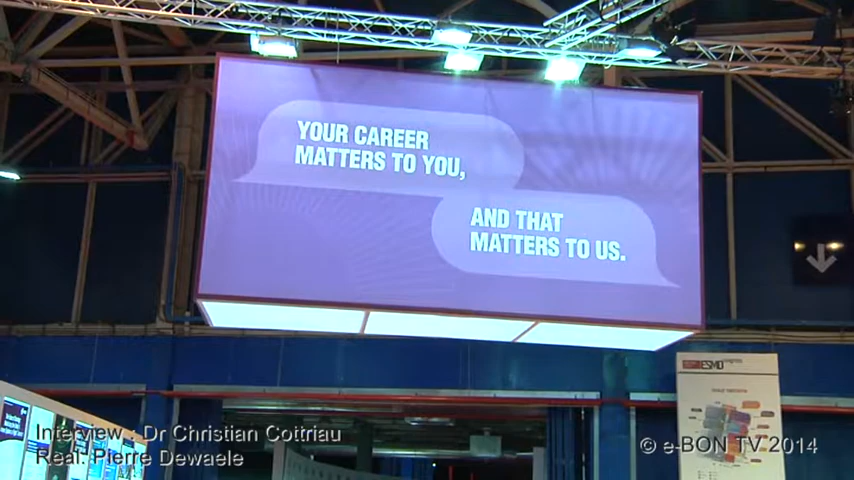 YOUR CAREER
MATTERS TO YOU,
AND THAT
MATTERS TO US.
ESMO
Interview : Dr Christian Cottriau
Real: Pierre Dewaele
© e-BON TV 2014